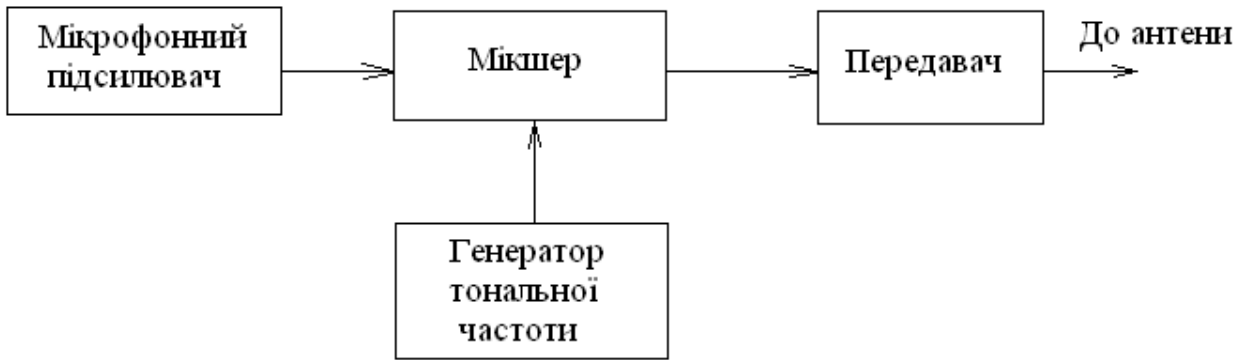 Мікрофонний
підсилювач
Мікшер
Передавач
До антени
Генератор
тональної
частоти